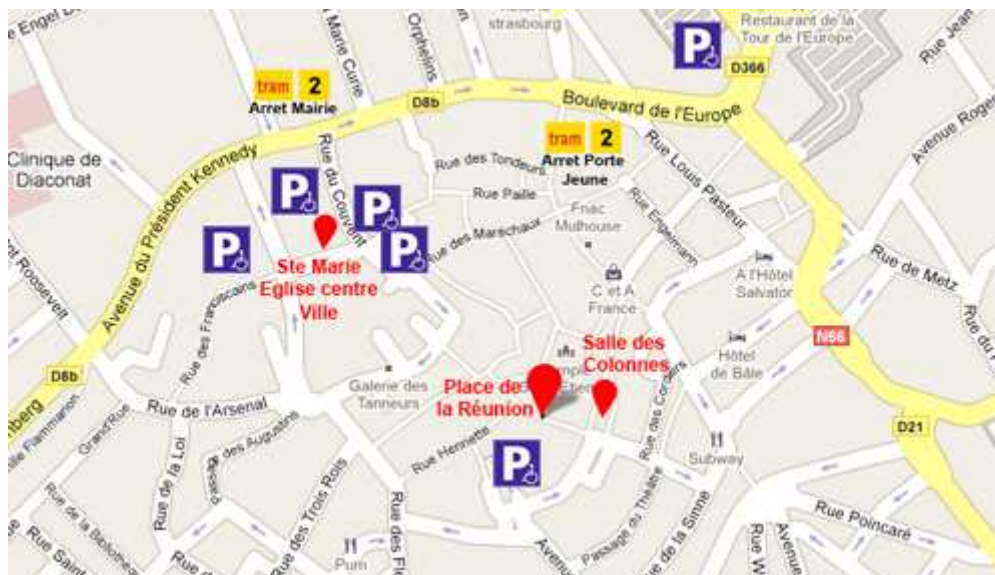 strasbourg
Restaurant de la
Tour de l'Europe
Rue Jean
Marie Curie
Orphelins
P
D366
tram 2
Arret Mairie
D8b
Boulevard de l'Europe
Avenue Roger
tram 2
Arret Porte
Jeune
Clinique de
Diaconat
Avenue du Président Kennedy
Rue du Couvent
Rue des Tondeurs
Rue Paille
Rue Louis Pasteur
Rue Engelmann
Fnac
Mulhouse
P
P
P
P
Rue des Maréchaux
Ste Marie
Eglise centre
Ville
Rue des Franciscains
Roosevelt
C et A
France
A l'Hôtel
Salvator
Rue de Metz
Rue du
N66
Salle des
Colonnes
Hôtel
de Bâle
D8b
Galerie des
Tanneurs
Place de
la Réunion
Rue des Cordiers
Rue de l'Arsenal
Grand'Rue
Rue de la Loi
Rue des Trois Rois
des Augustins
Rue Henriette
P
Subway
D21
Passage du Théâtre
de la Sinne
Rue Poincaré
Rue de la
Rue des
Pum
Avenue
Avenue